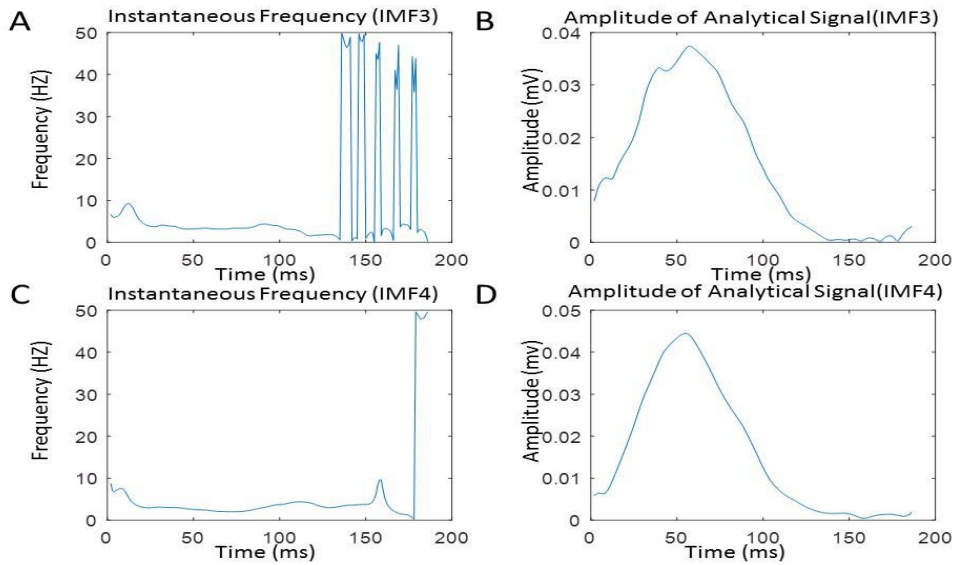 A
Instantaneous Frequency (IMF3)
50
40
30
20
10
0
Frequency (HZ)
0 50 100 150 200
Time (ms)
B
Amplitude of Analytical Signal(IMF3)
0.04
0.03
0.02
0.01
0
Amplitude (mV)
0 50 100 150 200
Time (ms)
C
Instantaneous Frequency (IMF4)
50
40
30
20
10
0
Frequency (HZ)
0 50 100 150 200
Time (ms)
D
Amplitude of Analytical Signal(IMF4)
0.05
0.04
0.03
0.02
0.01
0
Amplitude (mv)
0 50 100 150 200
Time (ms)